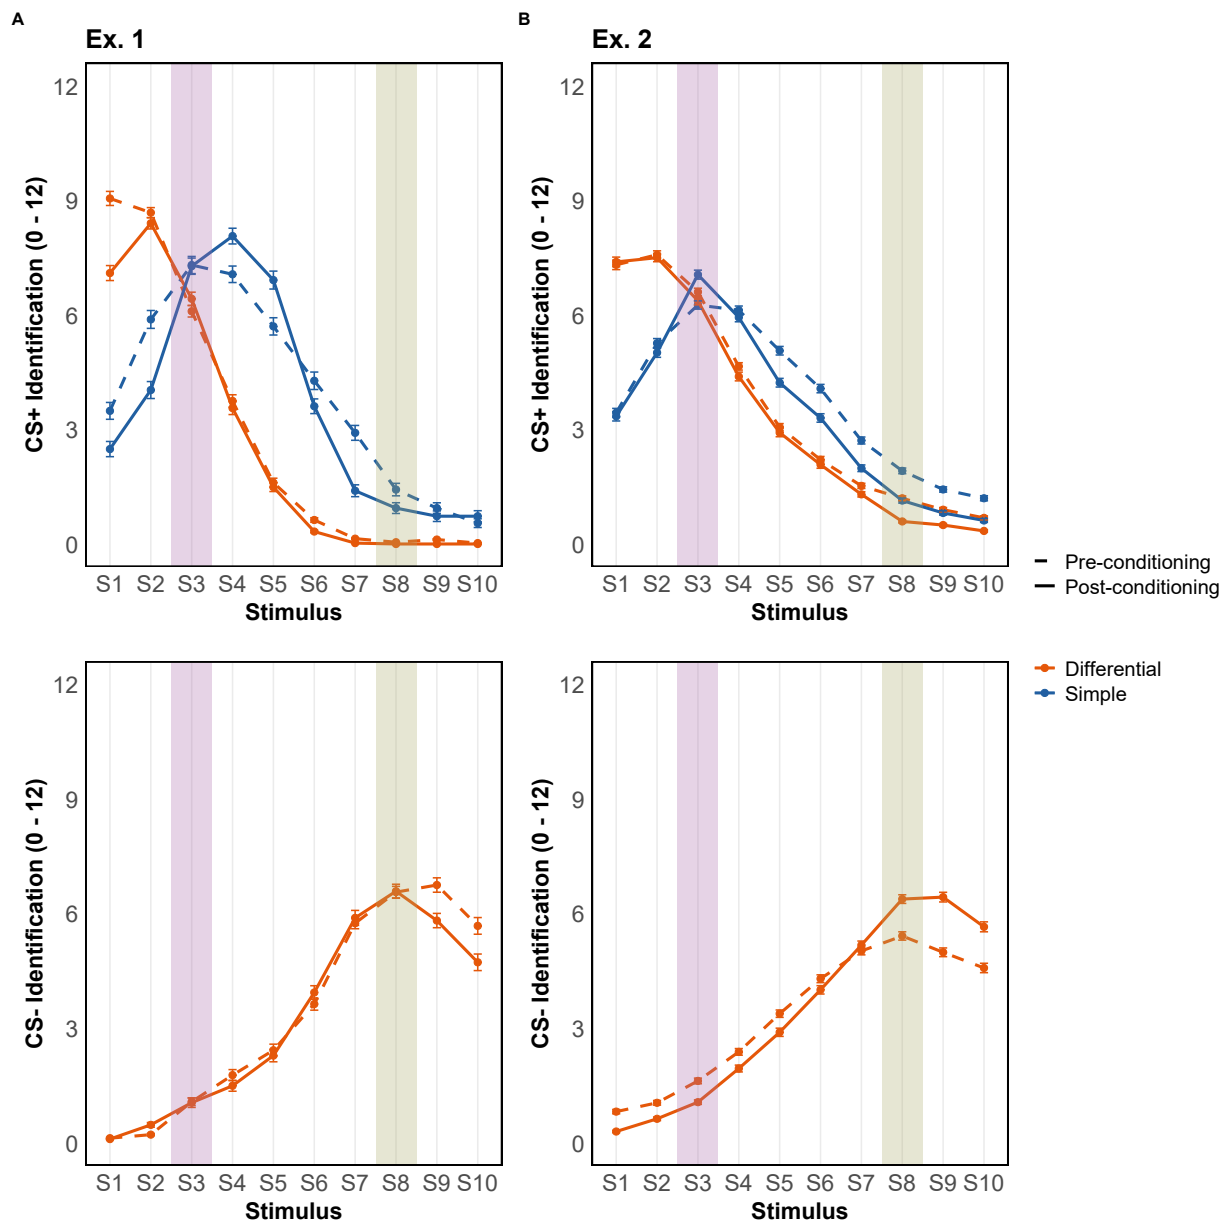 A
B
Ex. 1
Ex. 2
CS+ Identification (0 - 12)
12
9
6
3
0
S1 S2 S3 S4 S5 S6 S7 S8 S9 S10
Stimulus
CS+ Identification (0 - 12)
12
9
6
3
0
S1 S2 S3 S4 S5 S6 S7 S8 S9 S10
Stimulus
Pre-conditioning
Post-conditioning
Differential
Simple
CS- Identification (0 - 12)
12
9
6
3
0
S1 S2 S3 S4 S5 S6 S7 S8 S9 S10
Stimulus
CS- Identification (0 - 12)
12
9
6
3
0
S1 S2 S3 S4 S5 S6 S7 S8 S9 S10
Stimulus